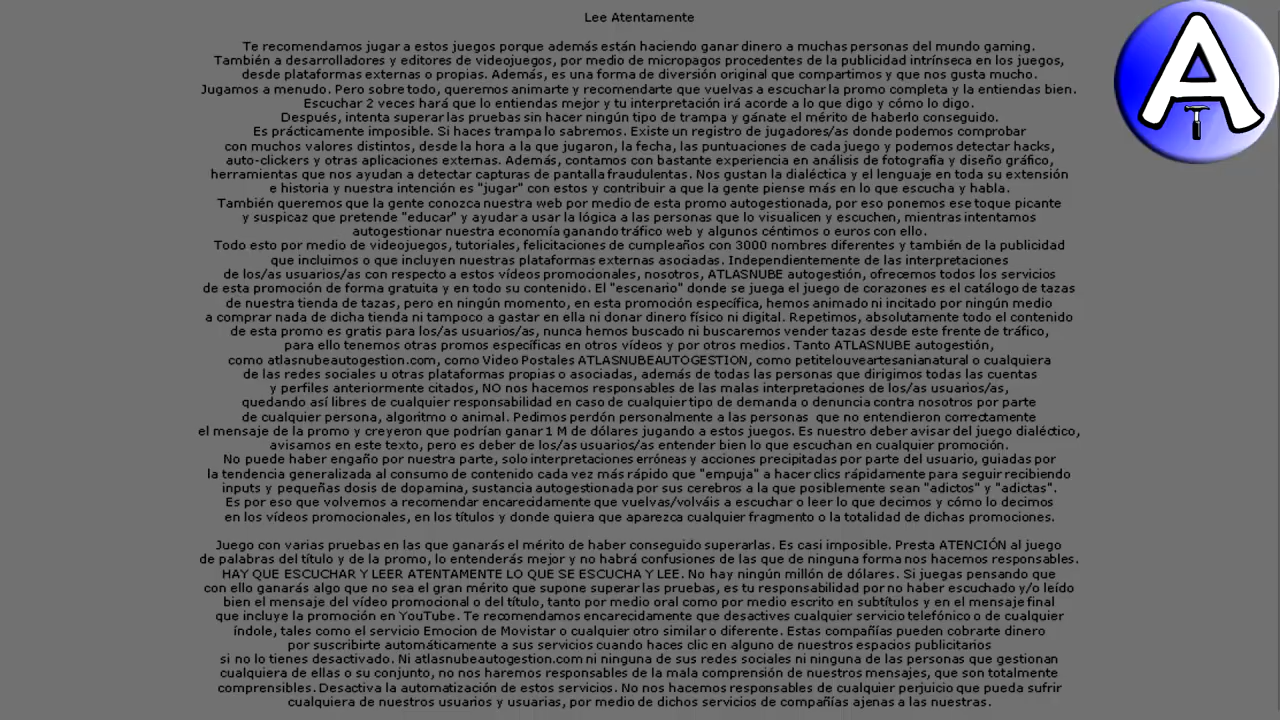 Lee Atentamente
Te recomendamos jugar a estos juegos porque además están haciendo ganar dinero a muchas personas del mundo gaming.
También a desarrolladores y editores de videojuegos, por medio de micropagos procedentes de la publicidad intrínseca en los juegos,
desde plataformas externas o propias. Además, es una forma de diversión original que compartimos y que nos gusta mucho.
Jugamos a menudo. Pero sobre todo, queremos animarte y recomendarte que vuelvas a escuchar la promo completa y la entiendas bien.
Escuchar 2 veces hará que lo entiendas mejor y tu interpretación irá acorde a lo que digo y cómo lo digo.
Después, intenta superar las pruebas sin hacer ningún tipo de trampa y gánate el mérito de haberlo conseguido.
Es prácticamente imposible. Si haces trampa lo sabremos. Existe un registro de jugadores/as donde podemos comprobar
con muchos valores distintos, desde la hora a la que jugaron, la fecha, las puntuaciones de cada juego y podemos detectar hacks,
auto-clickers y otras aplicaciones externas. Además, contamos con bastante experiencia en análisis de fotografía y diseño gráfico,
herramientas que nos ayudan a detectar capturas de pantalla fraudulentas. Nos gustan la dialéctica y el lenguaje en toda su extensión
e historia y nuestra intención es "jugar" con estos y contribuir a que la gente piense más en lo que escucha y habla.
También queremos que la gente conozca nuestra web por medio de esta promo autogestionada, por eso ponemos ese toque picante
y suspicaz que pretende "educar" y ayudar a usar la lógica a las personas que lo visualicen y escuchen, mientras intentamos
autogestionar nuestra economía ganando tráfico web y algunos céntimos o euros con ello.
Todo esto por medio de videojuegos, tutoriales, felicitaciones de cumpleaños con 3000 nombres diferentes y también de la publicidad
que incluimos o que incluyen nuestras plataformas externas asociadas. Independientemente de las interpretaciones
de los/as usuarios/as con respecto a estos vídeos promocionales, nosotros, ATLASNUBE autogestión, ofrecemos todos los servicios
de esta promoción de forma gratuita y en todo su contenido. El "escenario" donde se juega el juego de corazones es el catálogo de tazas
de nuestra tienda de tazas, pero en ningún momento, en esta promoción específica, hemos animado ni incitado por ningún medio
a comprar nada de dicha tienda ni tampoco a gastar en ella ni donar dinero físico ni digital. Repetimos, absolutamente todo el contenido
de esta promo es gratis para los/as usuarios/as, nunca hemos buscado ni buscaremos vender tazas desde este frente de tráfico,
para ello tenemos otras promos específicas en otros vídeos y por otros medios. Tanto ATLASNUBE autogestión,
como atlasnubeautogestion.com, como Video Postales ATLASNUBEAUTOGESTION, como petitelouveartesanianatural o cualquiera
de las redes sociales u otras plataformas propias o asociadas, además de todas las personas que dirigimos todas las cuentas
y perfiles anteriormente citados, NO nos hacemos responsables de las malas interpretaciones de los/as usuarios/as,
quedando así libres de cualquier responsabilidad en caso de cualquier tipo de demanda o denuncia contra nosotros por parte
de cualquier persona, algoritmo o animal. Pedimos perdón personalmente a las personas  que no entendieron correctamente
el mensaje de la promo y creyeron que podrían ganar 1 M de dólares jugando a estos juegos. Es nuestro deber avisar del juego dialéctico,
avisamos en este texto, pero es deber de los/as usuarios/as entender bien lo que escuchan en cualquier promoción.
No puede haber engaño por nuestra parte, solo interpretaciones erróneas y acciones precipitadas por parte del usuario, guiadas por
la tendencia generalizada al consumo de contenido cada vez más rápido que "empuja" a hacer clics rápidamente para seguir recibiendo
inputs y pequeñas dosis de dopamina, sustancia autogestionada por sus cerebros a la que posiblemente sean "adictos" y "adictas".
Es por eso que volvemos a recomendar encarecidamente que vuelvas/volváis a escuchar o leer lo que decimos y cómo lo decimos
en los vídeos promocionales, en los títulos y donde quiera que aparezca cualquier fragmento o la totalidad de dichas promociones.
Juego con varias pruebas en las que ganarás el mérito de haber conseguido superarlas. Es casi imposible. Presta ATENCIÓN al juego
de palabras del título y de la promo, lo entenderás mejor y no habrá confusiones de las que de ninguna forma nos hacemos responsables.
HAY QUE ESCUCHAR Y LEER ATENTAMENTE LO QUE SE ESCUCHA Y LEE. No hay ningún millón de dólares. Si juegas pensando que
con ello ganarás algo que no sea el gran mérito que supone superar las pruebas, es tu responsabilidad por no haber escuchado y/o leído
bien el mensaje del vídeo promocional o del título, tanto por medio oral como por medio escrito en subtítulos y en el mensaje final
que incluye la promoción en YouTube. Te recomendamos encarecidamente que desactives cualquier servicio telefónico o de cualquier
índole, tales como el servicio Emocion de Movistar o cualquier otro similar o diferente. Estas compañías pueden cobrarte dinero
por suscribirte automáticamente a sus servicios cuando haces clic en alguno de nuestros espacios publicitarios
si no lo tienes desactivado. Ni atlasnubeautogestion.com ni ninguna de sus redes sociales ni ninguna de las personas que gestionan
cualquiera de ellas o su conjunto, no nos haremos responsables de la mala comprensión de nuestros mensajes, que son totalmente
comprensibles. Desactiva la automatización de estos servicios. No nos hacemos responsables de cualquier perjuicio que pueda sufrir
cualquiera de nuestros usuarios y usuarias, por medio de dichos servicios de compañías ajenas a las nuestras.